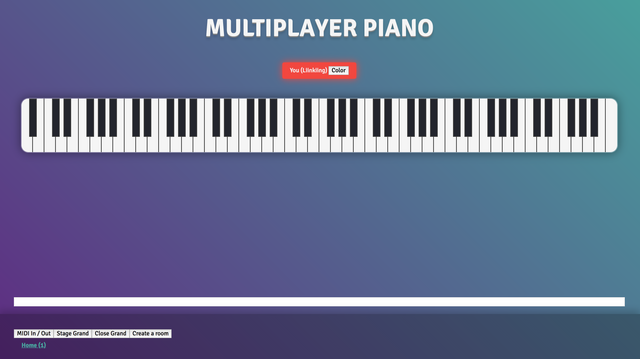 MULTIPLAYER PIANO
You (Llinkling) Color
MIDI In / Out Stage Grand Close Grand Create a room
Home (1)